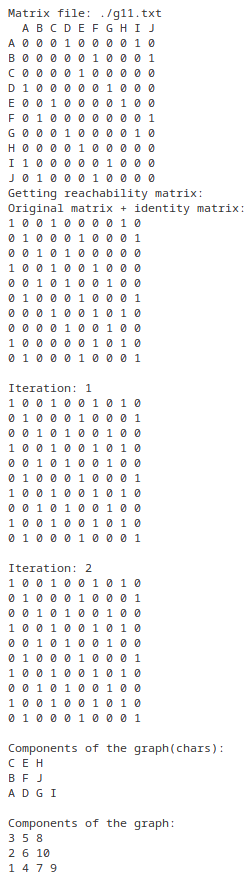 Matrix file: ./g11.txt
A B C D E F G H I J
A 0 0 0 1 0 0 0 0 1 0
B 0 0 0 0 0 1 0 0 0 1
C 0 0 0 0 1 0 0 0 0 0
D 1 0 0 0 0 0 1 0 0 0
E 0 0 1 0 0 0 0 1 0 0
F 0 1 0 0 0 0 0 0 0 1
G 0 0 0 1 0 0 0 0 1 0
H 0 0 0 0 1 0 0 0 0 0
I 1 0 0 0 0 0 1 0 0 0
J 0 1 0 0 0 1 0 0 0 0
Getting reachability matrix:
Original matrix + identity matrix:
1 0 0 1 0 0 0 0 1 0
0 1 0 0 0 1 0 0 0 1
0 0 1 0 1 0 0 0 0 0
1 0 0 1 0 0 1 0 0 0
0 0 1 0 1 0 0 1 0 0
0 1 0 0 0 1 0 0 0 1
0 0 0 1 0 0 1 0 1 0
0 0 0 0 1 0 0 1 0 0
1 0 0 0 0 0 1 0 1 0
0 1 0 0 0 1 0 0 0 1
Iteration: 1
1 0 0 1 0 0 1 0 1 0
0 1 0 0 0 1 0 0 0 1
0 0 1 0 1 0 0 1 0 0
1 0 0 1 0 0 1 0 1 0
0 0 1 0 1 0 0 1 0 0
0 1 0 0 0 1 0 0 0 1
1 0 0 1 0 0 1 0 1 0
0 0 1 0 1 0 0 1 0 0
1 0 0 1 0 0 1 0 1 0
0 1 0 0 0 1 0 0 0 1
Iteration: 2
1 0 0 1 0 0 1 0 1 0
0 1 0 0 0 1 0 0 0 1
0 0 1 0 1 0 0 1 0 0
1 0 0 1 0 0 1 0 1 0
0 0 1 0 1 0 0 1 0 0
0 1 0 0 0 1 0 0 0 1
1 0 0 1 0 0 1 0 1 0
0 0 1 0 1 0 0 1 0 0
1 0 0 1 0 0 1 0 1 0
0 1 0 0 0 1 0 0 0 1
Components of the graph(chars):
C E H
B F J
A D G I
Components of the graph:
3 5 8
2 6 10
1 4 7 9